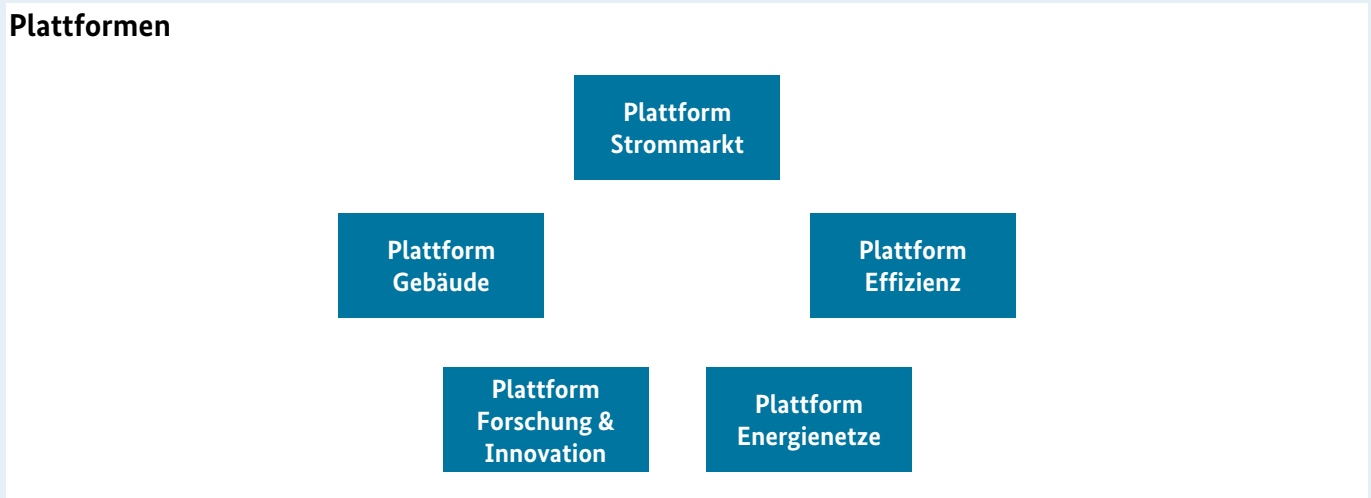 Plattformen
Plattform
Strommarkt
Plattform
Gebäude
Plattform
Effizienz
Plattform
Forschung &
Innovation
Plattform
Energienetze